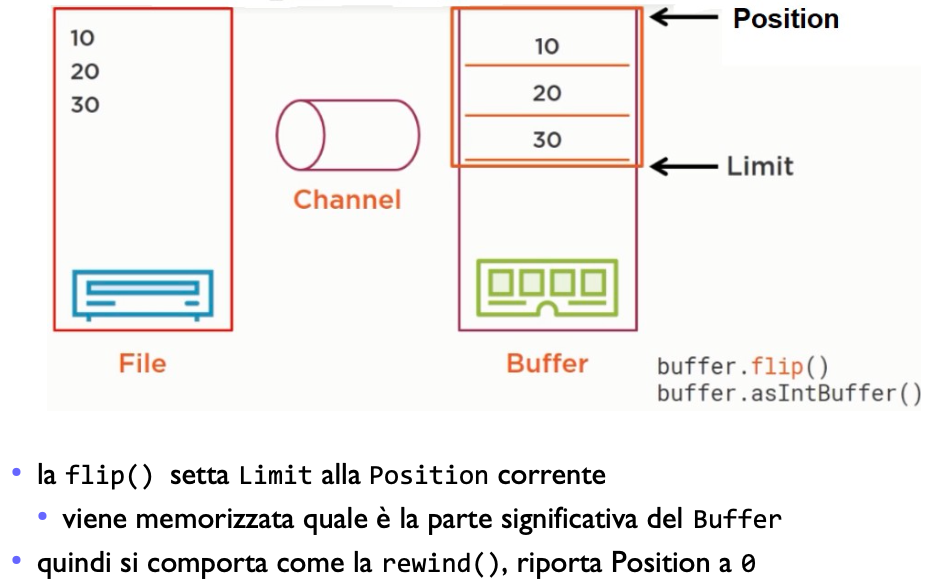 10
20
30
File
Channel
10
20
30
Buffer
Position
Limit
buffer.flip()
buffer.asIntBuffer()
• la flip() setta Limit alla Position corrente
• viene memorizzata quale è la parte significativa del Buffer
• quindi si comporta come la rewind(), riporta Position a 0